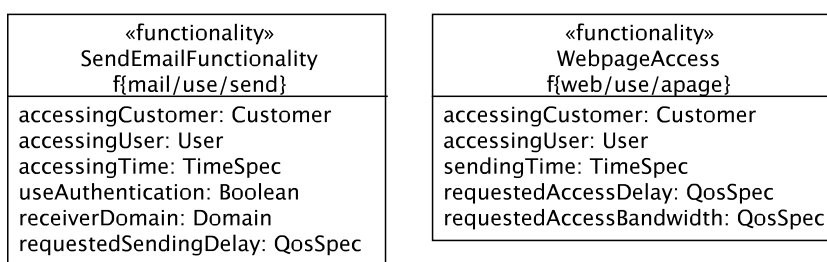 «functionality»
SendEmailFunctionality
f{mail/use/send}
accessingCustomer: Customer
accessingUser: User
accessingTime: TimeSpec
useAuthentication: Boolean
receiverDomain: Domain
requestedSendingDelay: QosSpec
«functionality»
WebpageAccess
f{web/use/apage}
accessingCustomer: Customer
accessingUser: User
sendingTime: TimeSpec
requestedAccessDelay: QosSpec
requestedAccessBandwidth: QosSpec